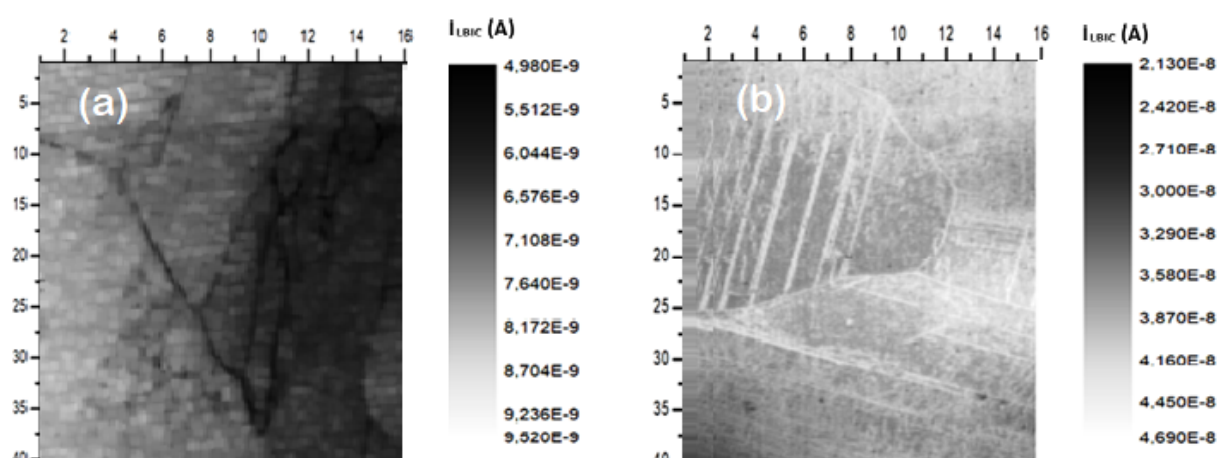 2 4 6 8 10 12 14 16
I LBIC (A)
(a)
5
10
15
20
25
30
35
40
4,980E-9
5,512E-9
6,044E-9
6,576E-9
7,108E-9
7,640E-9
8,172E-9
8,704E-9
9,236E-9
9,520E-9
2 4 6 8 10 12 14 16
I LBIC (A)
(b)
5
10
15
20
25
30
35
40
2,130E-8
2,420E-8
2,710E-8
3,000E-8
3,290E-8
3,580E-8
3,870E-8
4,160E-8
4,450E-8
4,690E-8